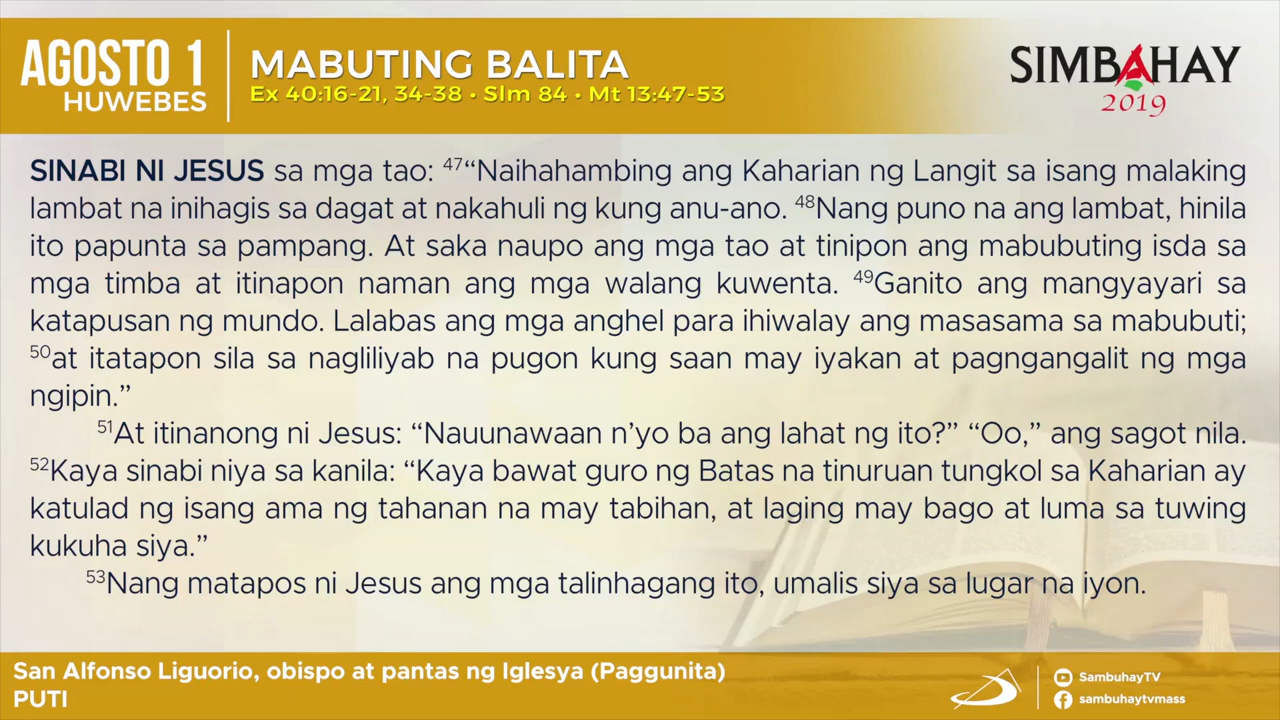 AGOSTO 1
HUWEBES
MABUTING BALITA
Ex 40:16-21, 34-38 • Slm 84 • Mt 13:47-53
SIMBAHAY
2019
SINABI NI JESUS sa mga tao: 47“Naihahambing ang Kaharian ng Langit sa isang malaking
lambat na inihagis sa dagat at nakahuli ng kung anu-ano. 48Nang puno na ang lambat, hinila
ito papunta sa pampang. At saka naupo ang mga tao at tinipon ang mabubuting isda sa
mga timba at itinapon naman ang mga walang kuwenta. 49Ganito ang mangyayari sa
katapusan ng mundo. Lalabas ang mga anghel para ihiwalay ang masasama sa mabubuti;
50at itatapon sila sa nagliliyab na pugon kung saan may iyakan at pagngangalit ng mga
ngipin.”
51At itinanong ni Jesus: “Nauunawaan n’yo ba ang lahat ng ito?” “Oo,” ang sagot nila.
52Kaya sinabi niya sa kanila: “Kaya bawat guro ng Batas na tinuruan tungkol sa Kaharian ay
katulad ng isang ama ng tahanan na may tabihan, at laging may bago at luma sa tuwing
kukuha siya.”
53Nang matapos ni Jesus ang mga talinhagang ito, umalis siya sa lugar na iyon.
San Alfonso Liguorio, obispo at pantas ng Iglesya (Paggunita)
PUTI
SambuhayTV
sambuhaytvmass